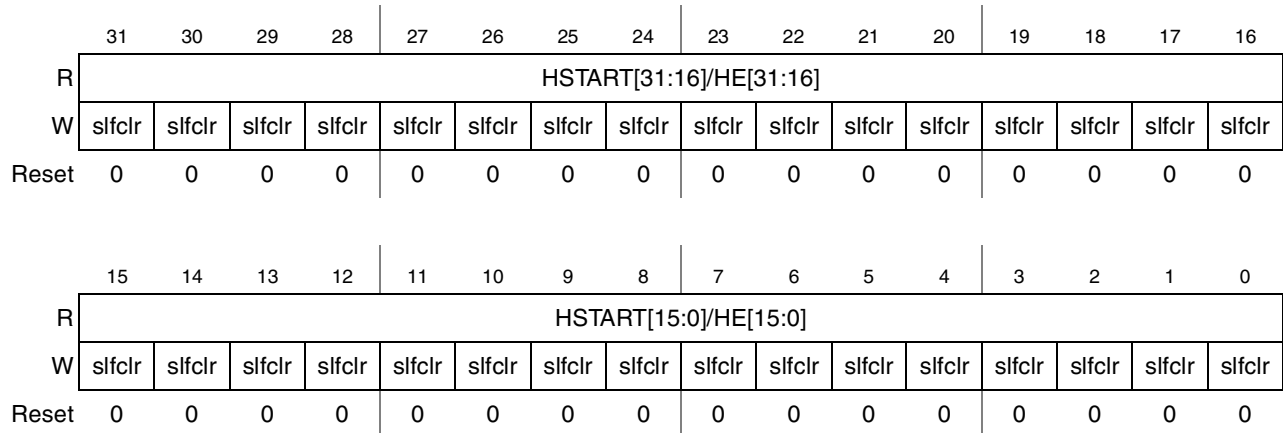 31 30 29 28 27 26 25 24 23 22 21 20 19 18 17 16
R HSTART[31:16]/HE[31:16]
W slfclr slfclr slfclr slfclr slfclr slfclr slfclr slfclr slfclr slfclr slfclr slfclr slfclr slfclr slfclr slfclr
Reset 0 0 0 0 0 0 0 0 0 0 0 0 0 0 0 0
15 14 13 12 11 10 9 8 7 6 5 4 3 2 1 0
R HSTART[15:0]/HE[15:0]
W slfclr slfclr slfclr slfclr slfclr slfclr slfclr slfclr slfclr slfclr slfclr slfclr slfclr slfclr slfclr slfclr
Reset 0 0 0 0 0 0 0 0 0 0 0 0 0 0 0 0